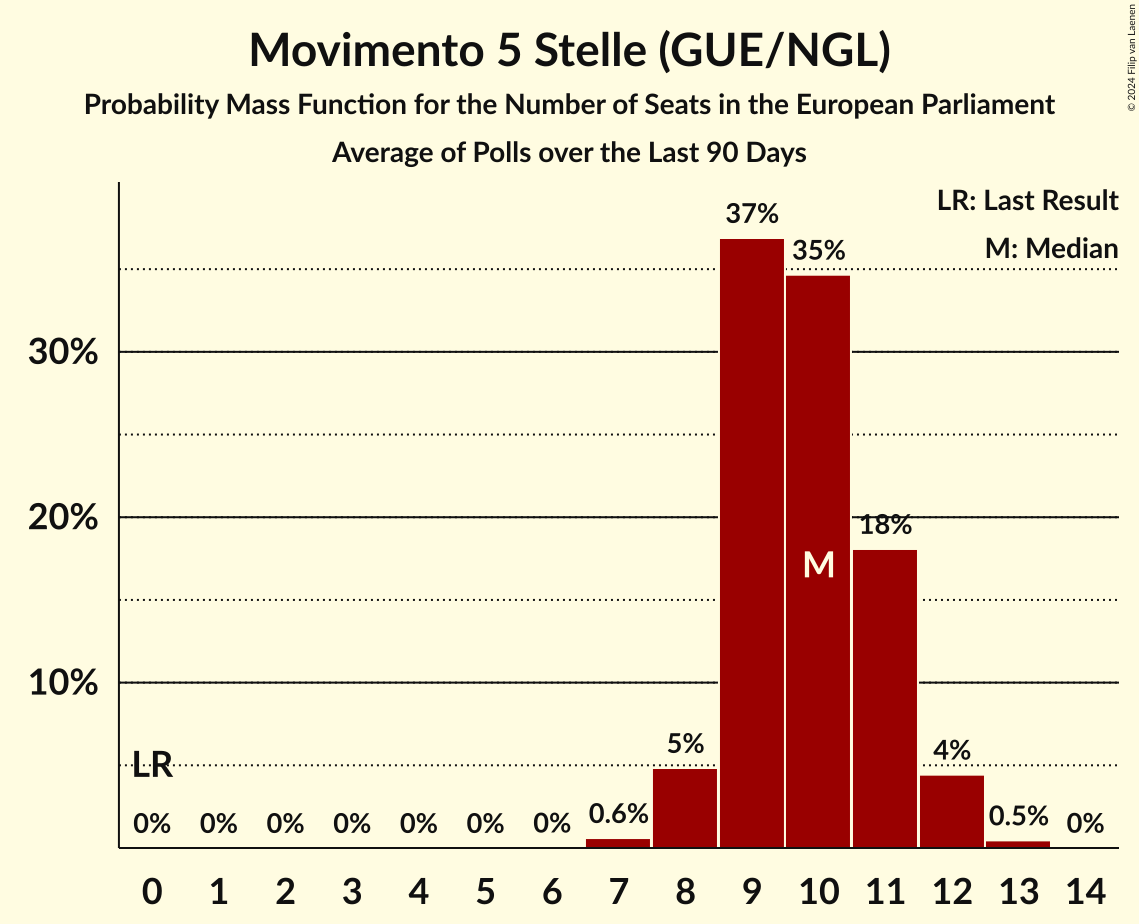 Movimento 5 Stelle (GUE/NGL)
Probability Mass Function for the Number of Seats in the European Parliament
Average of Polls over the Last 90 Days
© 2024 Filip van Laenen
LR: Last Result
M: Median
37%
35%
30%
20%
18%
M
10%
LR
5%
4%
0% 0% 0% 0% 0% 0% 0% 0.6% 0.5% 0%
0 1 2 3 4 5 6 7 8 9 10 11 12 13 14